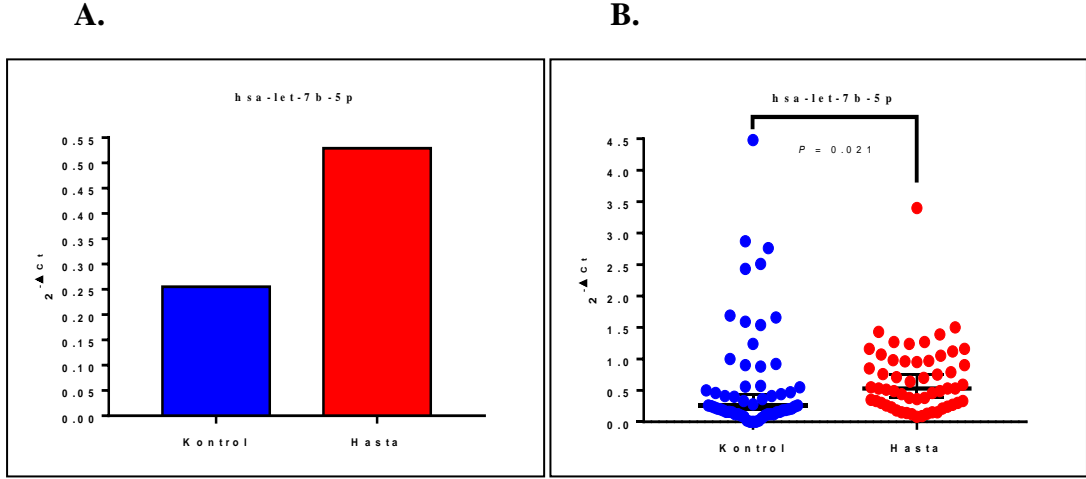 A.
B.
hsa-let-7b-5p
0.55
0.50
0.45
0.40
0.35
0.30
0.25
0.20
0.15
0.10
0.05
0.00
2^-▲Ct
Kontrol Hasta
hsa-let-7b-5p
P = 0.021
4.5
4.0
3.5
3.0
2.5
2.0
1.5
1.0
0.5
0.0
2^-▲Ct
Kontrol Hasta